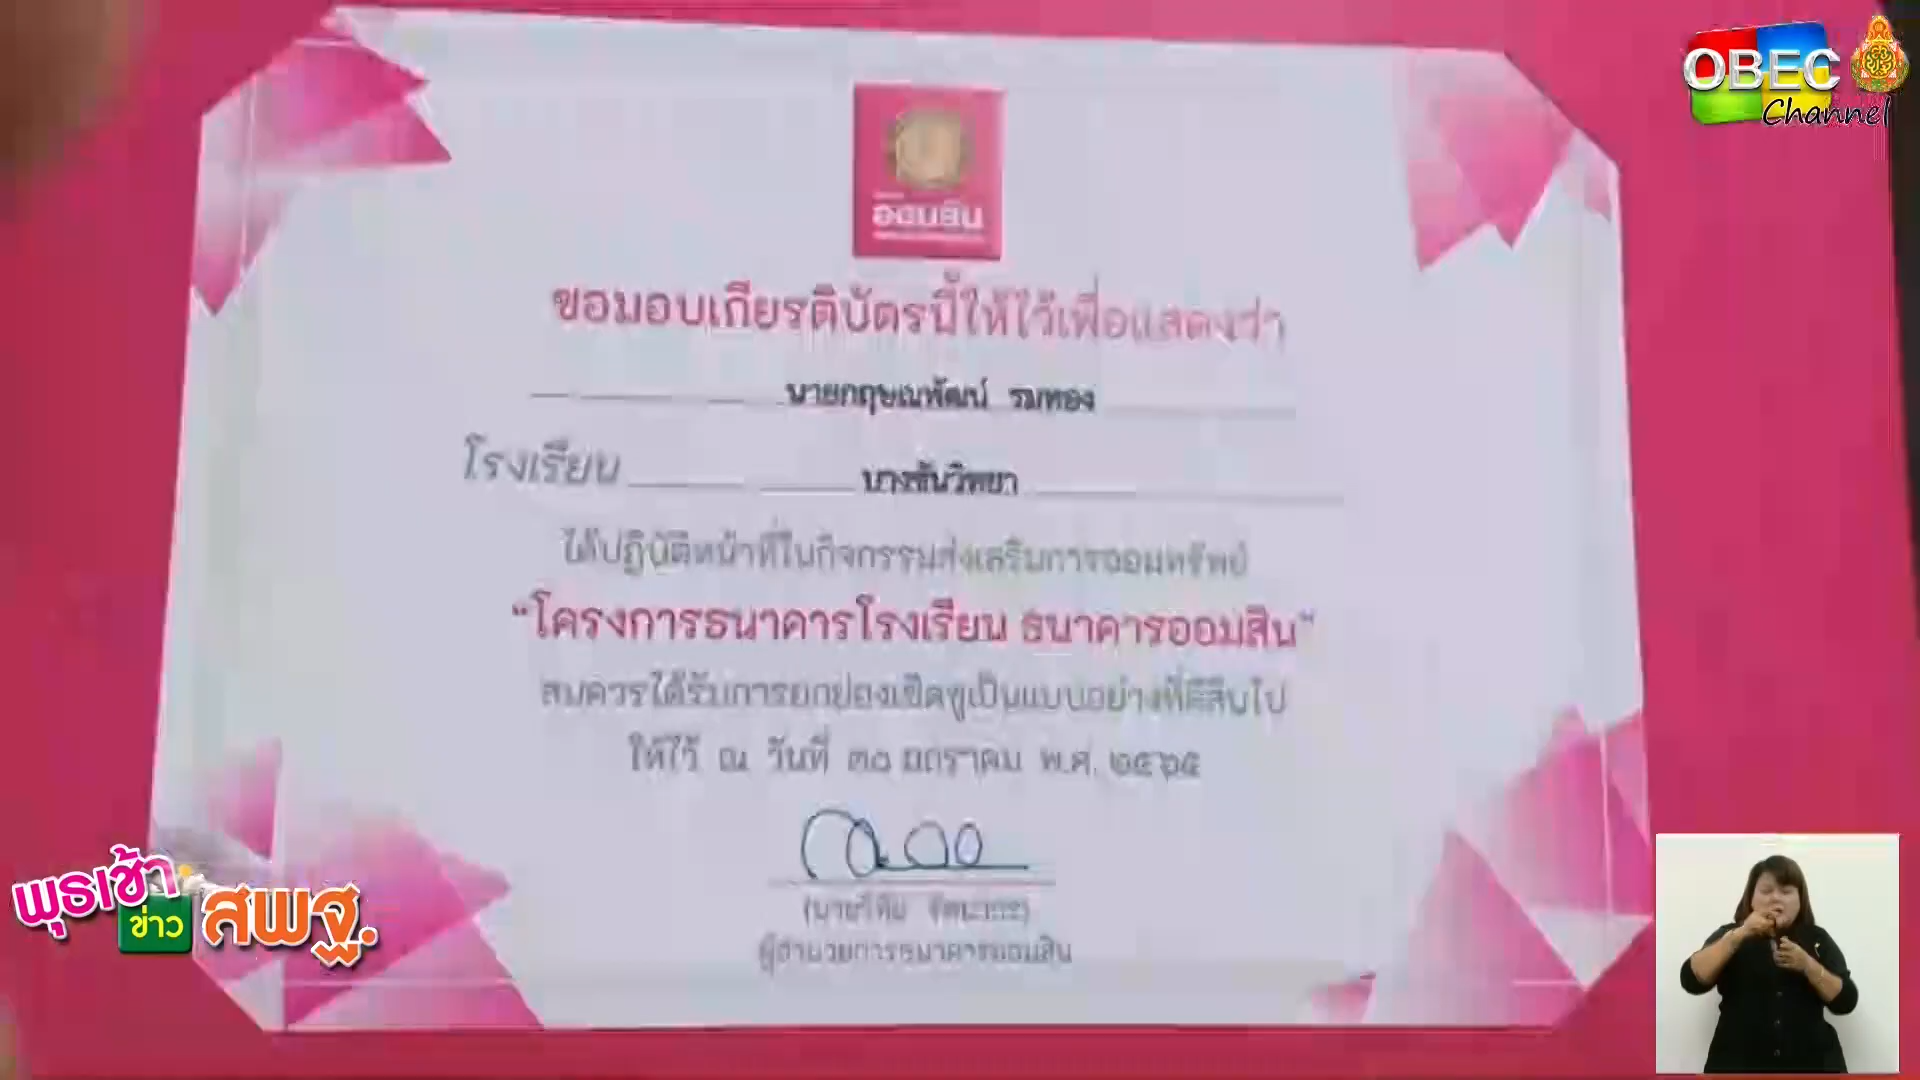 OBEC
Channel
ออมสิน
ขอมอบเกียรติบัตรนี้ให้ไว้เพื่อแสดงว่า
นายกฤษณพัฒน์ รมทอง
โรงเรียน บางชันวิทยา
ได้ปฏิบัติหน้าที่ในกิจกรรมส่งเสริมการออมทรัพย์
“โครงการธนาคารโรงเรียน ธนาคารออมสิน”
สมควรได้รับการยกย่องเชิดชูเป็นแบบอย่างที่ดีสืบไป
ให้ไว้ ณ วันที่ ๓๐ มกราคม พ.ศ. ๒๕๖๕
ผู้อำนวยการธนาคารออมสิน
พุธเช้า
ข่าว
สพฐ.